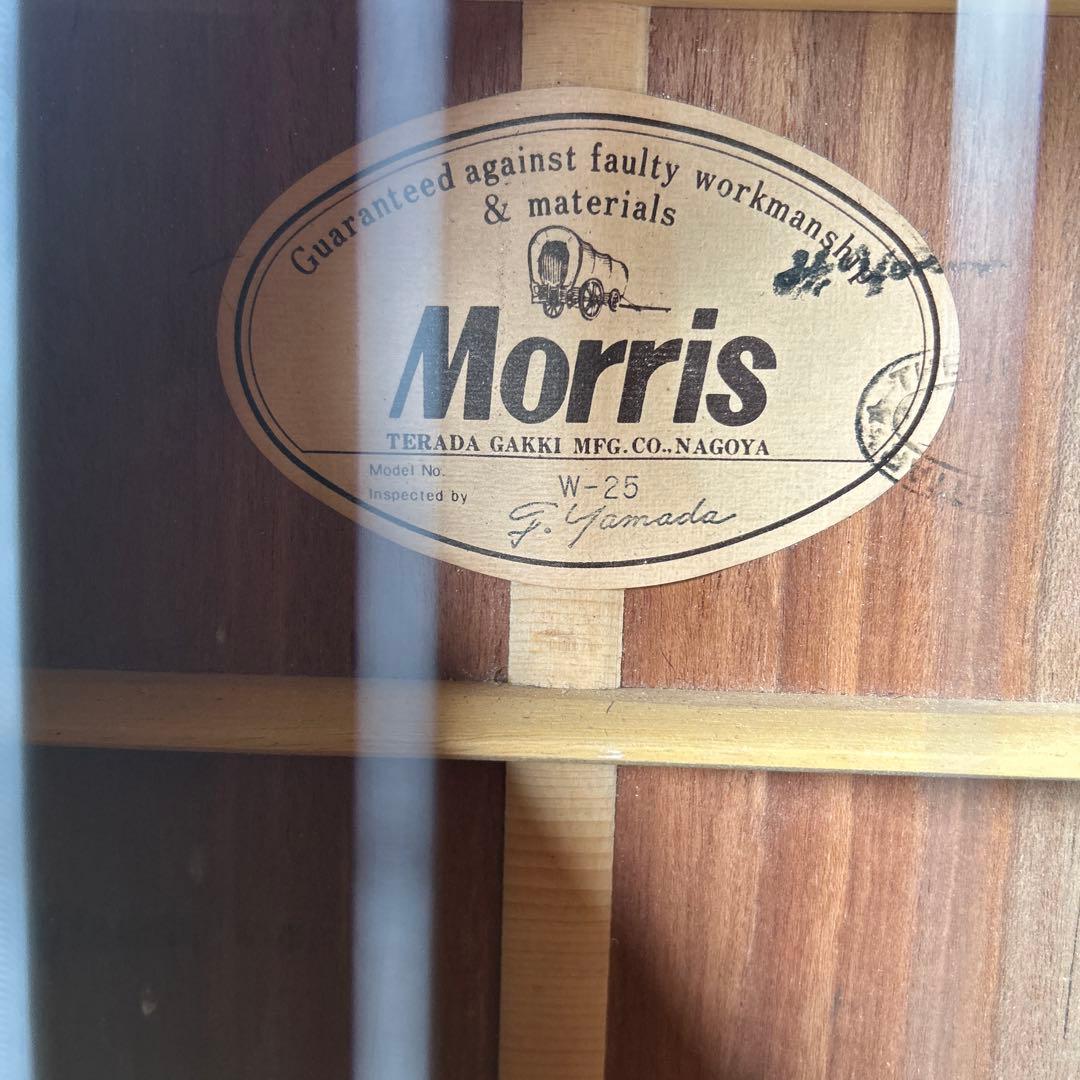 Guaranteed against faulty workmanship
& materials
Morris
TERADA GAKKI MFG. CO., NAGOYA
Model No. W-25
Inspected by F. Yamada